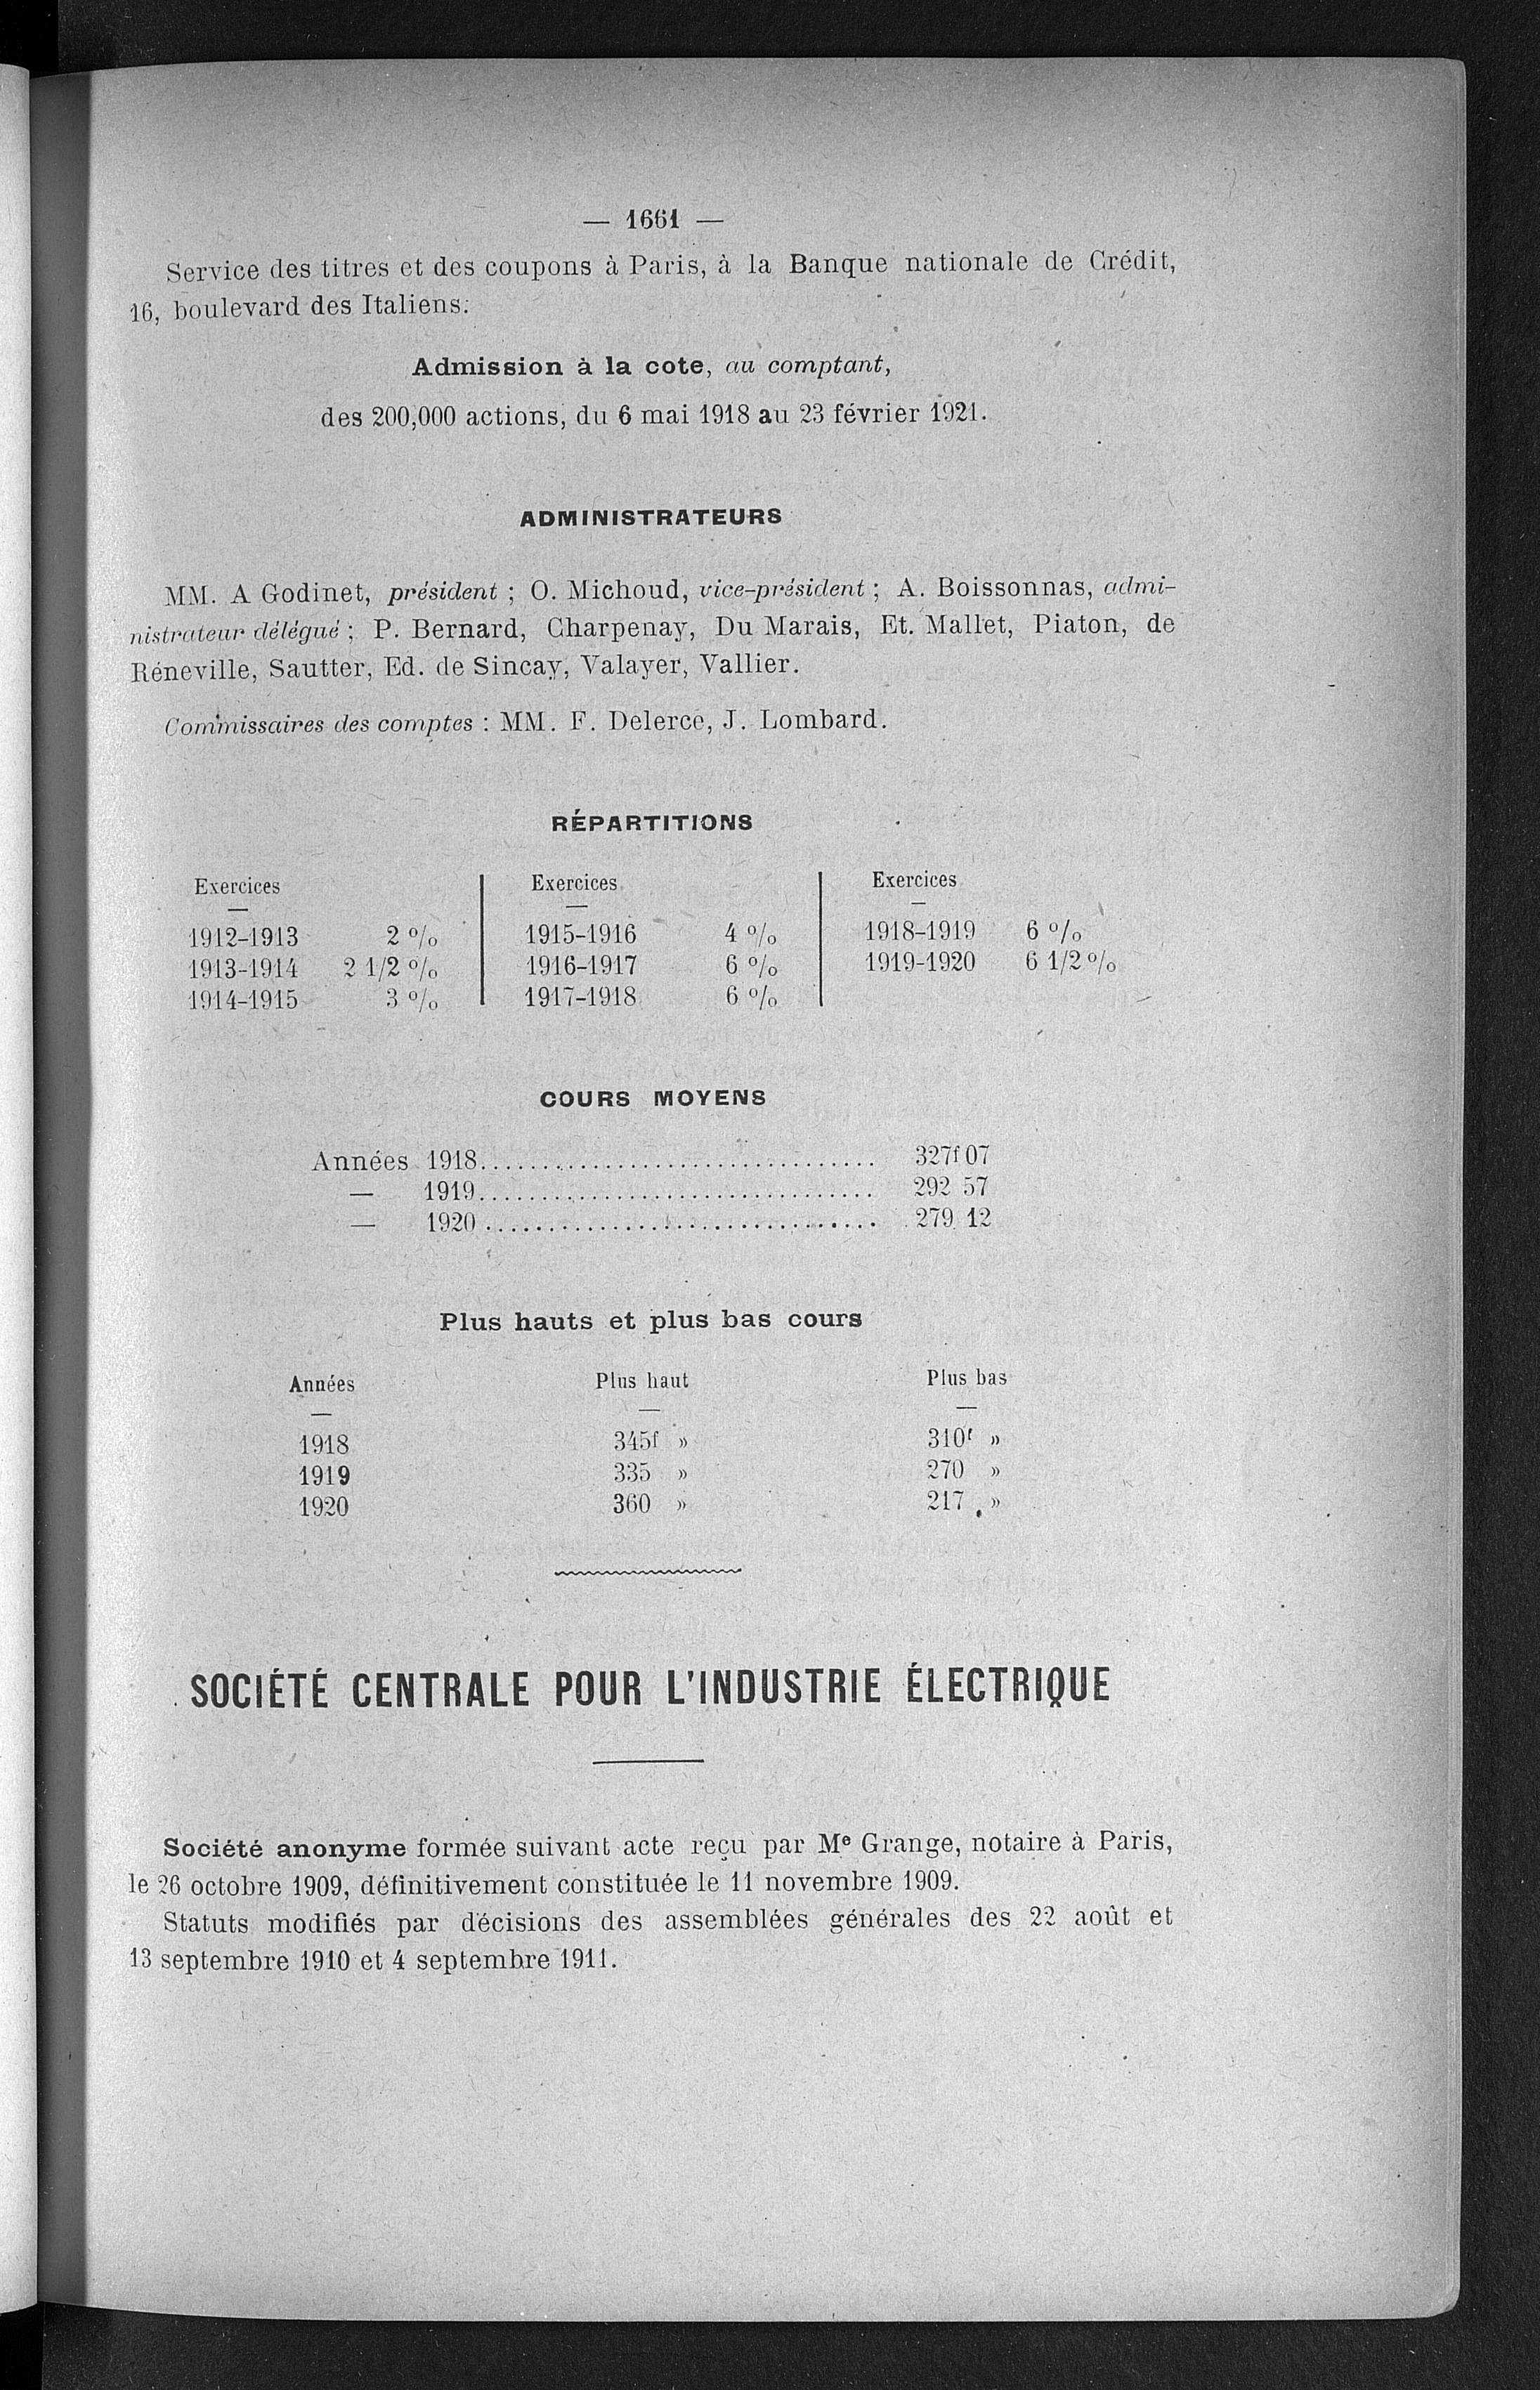 — 1661 —
Service des titres et des coupons à Paris, à la Banque nationale de Crédit,
16, boulevard des Italiens.
Admission à la cote, au comptant,
des 200,000 actions, du 6 mai 1918 au 23 février 1921.
ADMINISTRATEURS
MM. A Godinet, président ; O. Michoud, vice-président ; A. Boissonnas, admi-
nistrateur délégué ; P. Bernard, Charpenay, Du Marais, Et. Mallet, Piaton, de
Réneville, Sautter, Ed. de Sincay, Valayer, Vallier.
Commissaires des comptes : MM. F. Delercé, J. Lombard.
RÉPARTITIONS
Exercices Exercices Exercices
1912-1913 2 % 1915-1916 4 % 1918-1919 6 %
1913-1914 2 1/2 % 1916-1917 6 % 1919-1920 6 1/2 %
1914-1915 3 % 1917-1918 6 %
COURS MOYENS
Années 1918................................ 327f 07
— 1919................................ 292 57
— 1920 ................................ 279 12
Plus hauts et plus bas cours
Années Plus haut Plus bas
1918 345f » 310f »
1919 335 » 270 »
1920 360 » 217 »
SOCIÉTÉ CENTRALE POUR L'INDUSTRIE ÉLECTRIQUE
Société anonyme formée suivant acte reçu par Me Grange, notaire à Paris,
le 26 octobre 1909, définitivement constituée le 11 novembre 1909.
Statuts modifiés par décisions des assemblées générales des 22 août et
13 septembre 1910 et 4 septembre 1911.